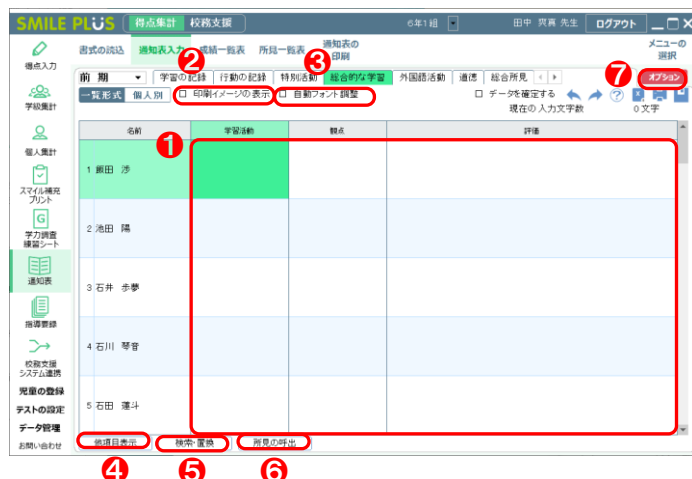 SMILE PLUS 得点集計 校務支援 6年1組 田中 爽真 先生 ログアウト
得点入力 書式の読込 通知表入力 成績一覧表 所見一覧表 通知表の印刷 メニューの選択
❷ ❸ ❼
前 期 学習の記録 行動の記録 特別活動 総合的な学習 外国語活動 道徳 総合所見 オプション
一覧形式 個人別 印刷イメージの表示 自動フォント調整 データを確定する
学級集計 現在の入力文字数 0文字
名前 学習活動 観点 評価
❶
個人集計
1 飯田 渉
スマイル補充プリント
2 池田 陽
学力調査練習シート
通知表
3 石井 歩夢
指導要録
4 石川 琴音
校務支援システム連携
児童の登録
テストの設定
5 石田 蓮斗
データ管理
お問い合わせ
他項目表示 検索・置換 所見の呼出
❹ ❺ ❻